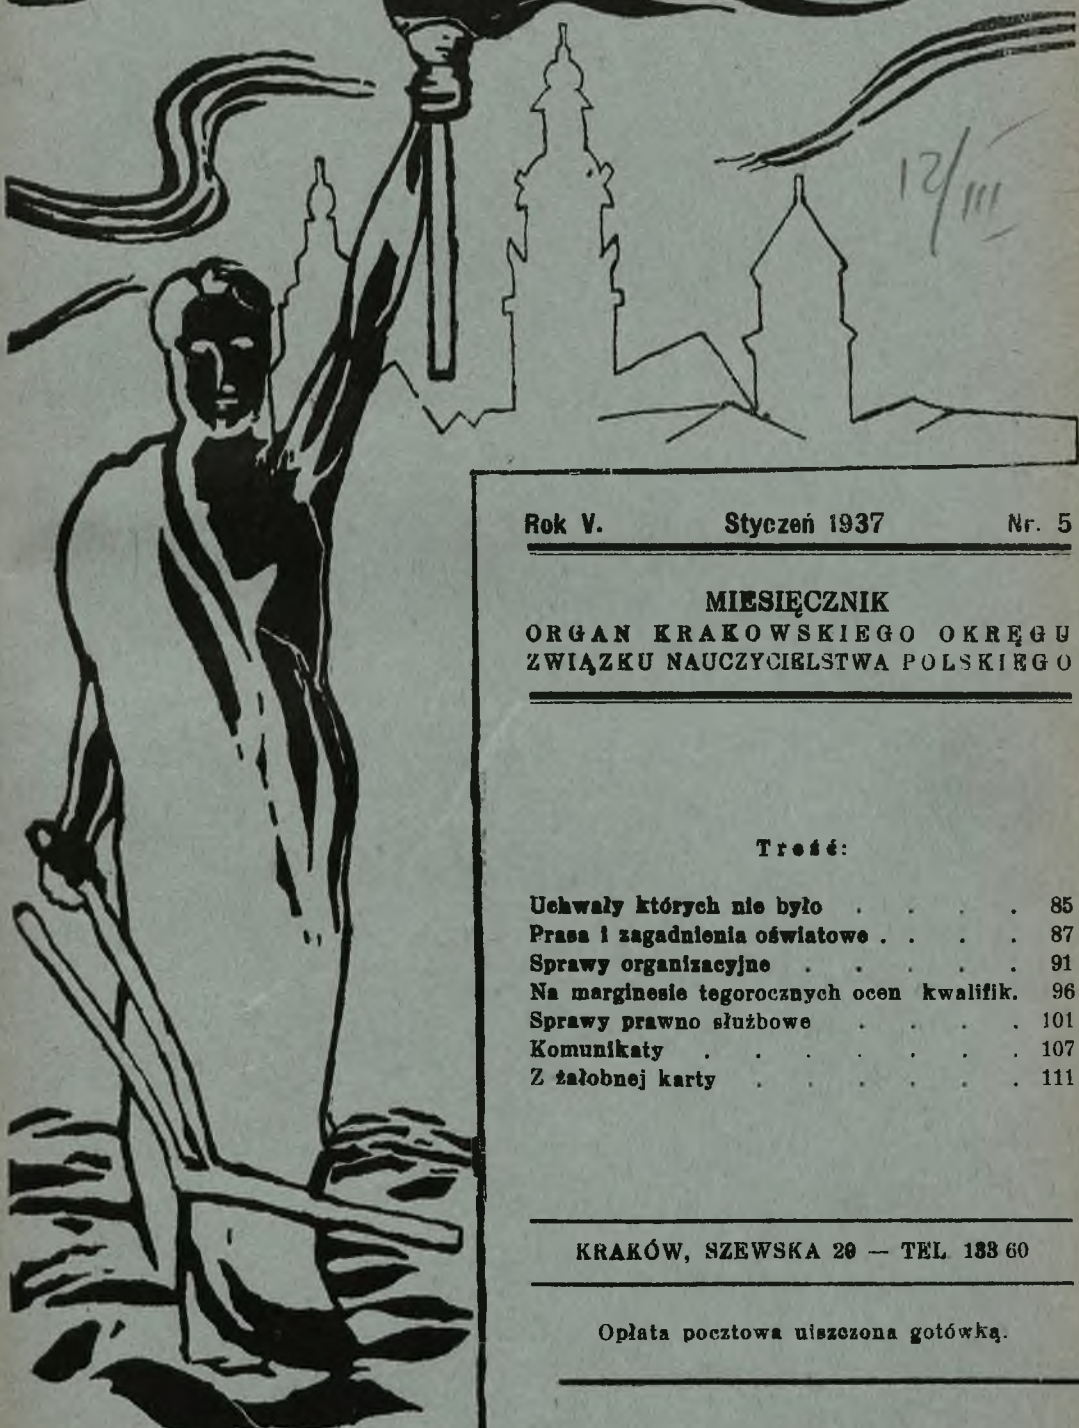 12/III
Rok V. Styczeń 1937 Nr. 5
MIESIĘCZNIK
ORGAN KRAKOWSKIEGO OKRĘGU
ZWIĄZKU NAUCZYCIELSTWA POLSKIEGO
Treść:
Uchwały których nie było . . . . 85
Prasa i zagadnienia oświatowe . . . . 87
Sprawy organizacyjne . . . . . 91
Na marginesie tegorocznych ocen kwalifik. 96
Sprawy prawno służbowe . . . . 101
Komunikaty . . . . . . . 107
Z żałobnej karty . . . . . . 111
KRAKÓW, SZEWSKA 20 — TEL 133 60
Opłata pocztowa uiszczona gotówką.